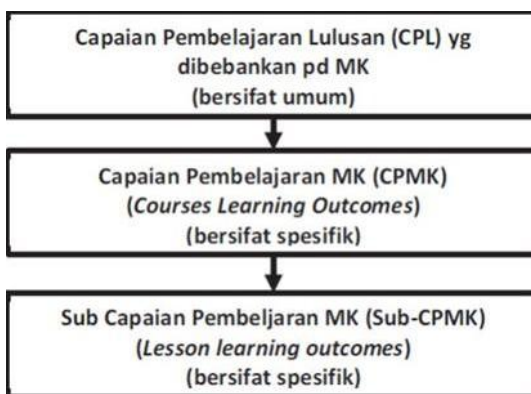 Capaian Pembelajaran Lulusan (CPL) yg
dibebankan pd MK
(bersifat umum)
Capaian Pembelajaran MK (CPMK)
(Courses Learning Outcomes)
(bersifat spesifik)
Sub Capaian Pembeljaran MK (Sub-CPMK)
(Lesson learning outcomes)
(bersifat spesifik)